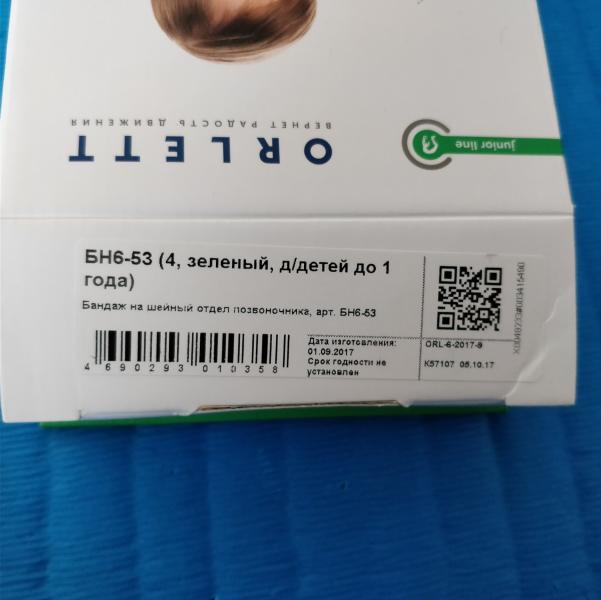 junior line
ORLETT
ВЕРНЕТ РАДОСТЬ ДВИЖЕНИЯ
БН6-53 (4, зеленый, д/детей до 1
года)
Бандаж на шейный отдел позвоночника, арт. БН6-53
4 690293 010358
Дата изготовления:
01.09.2017
Срок годности не
установлен
ORL-6-2017-9
K57107 05.10.17